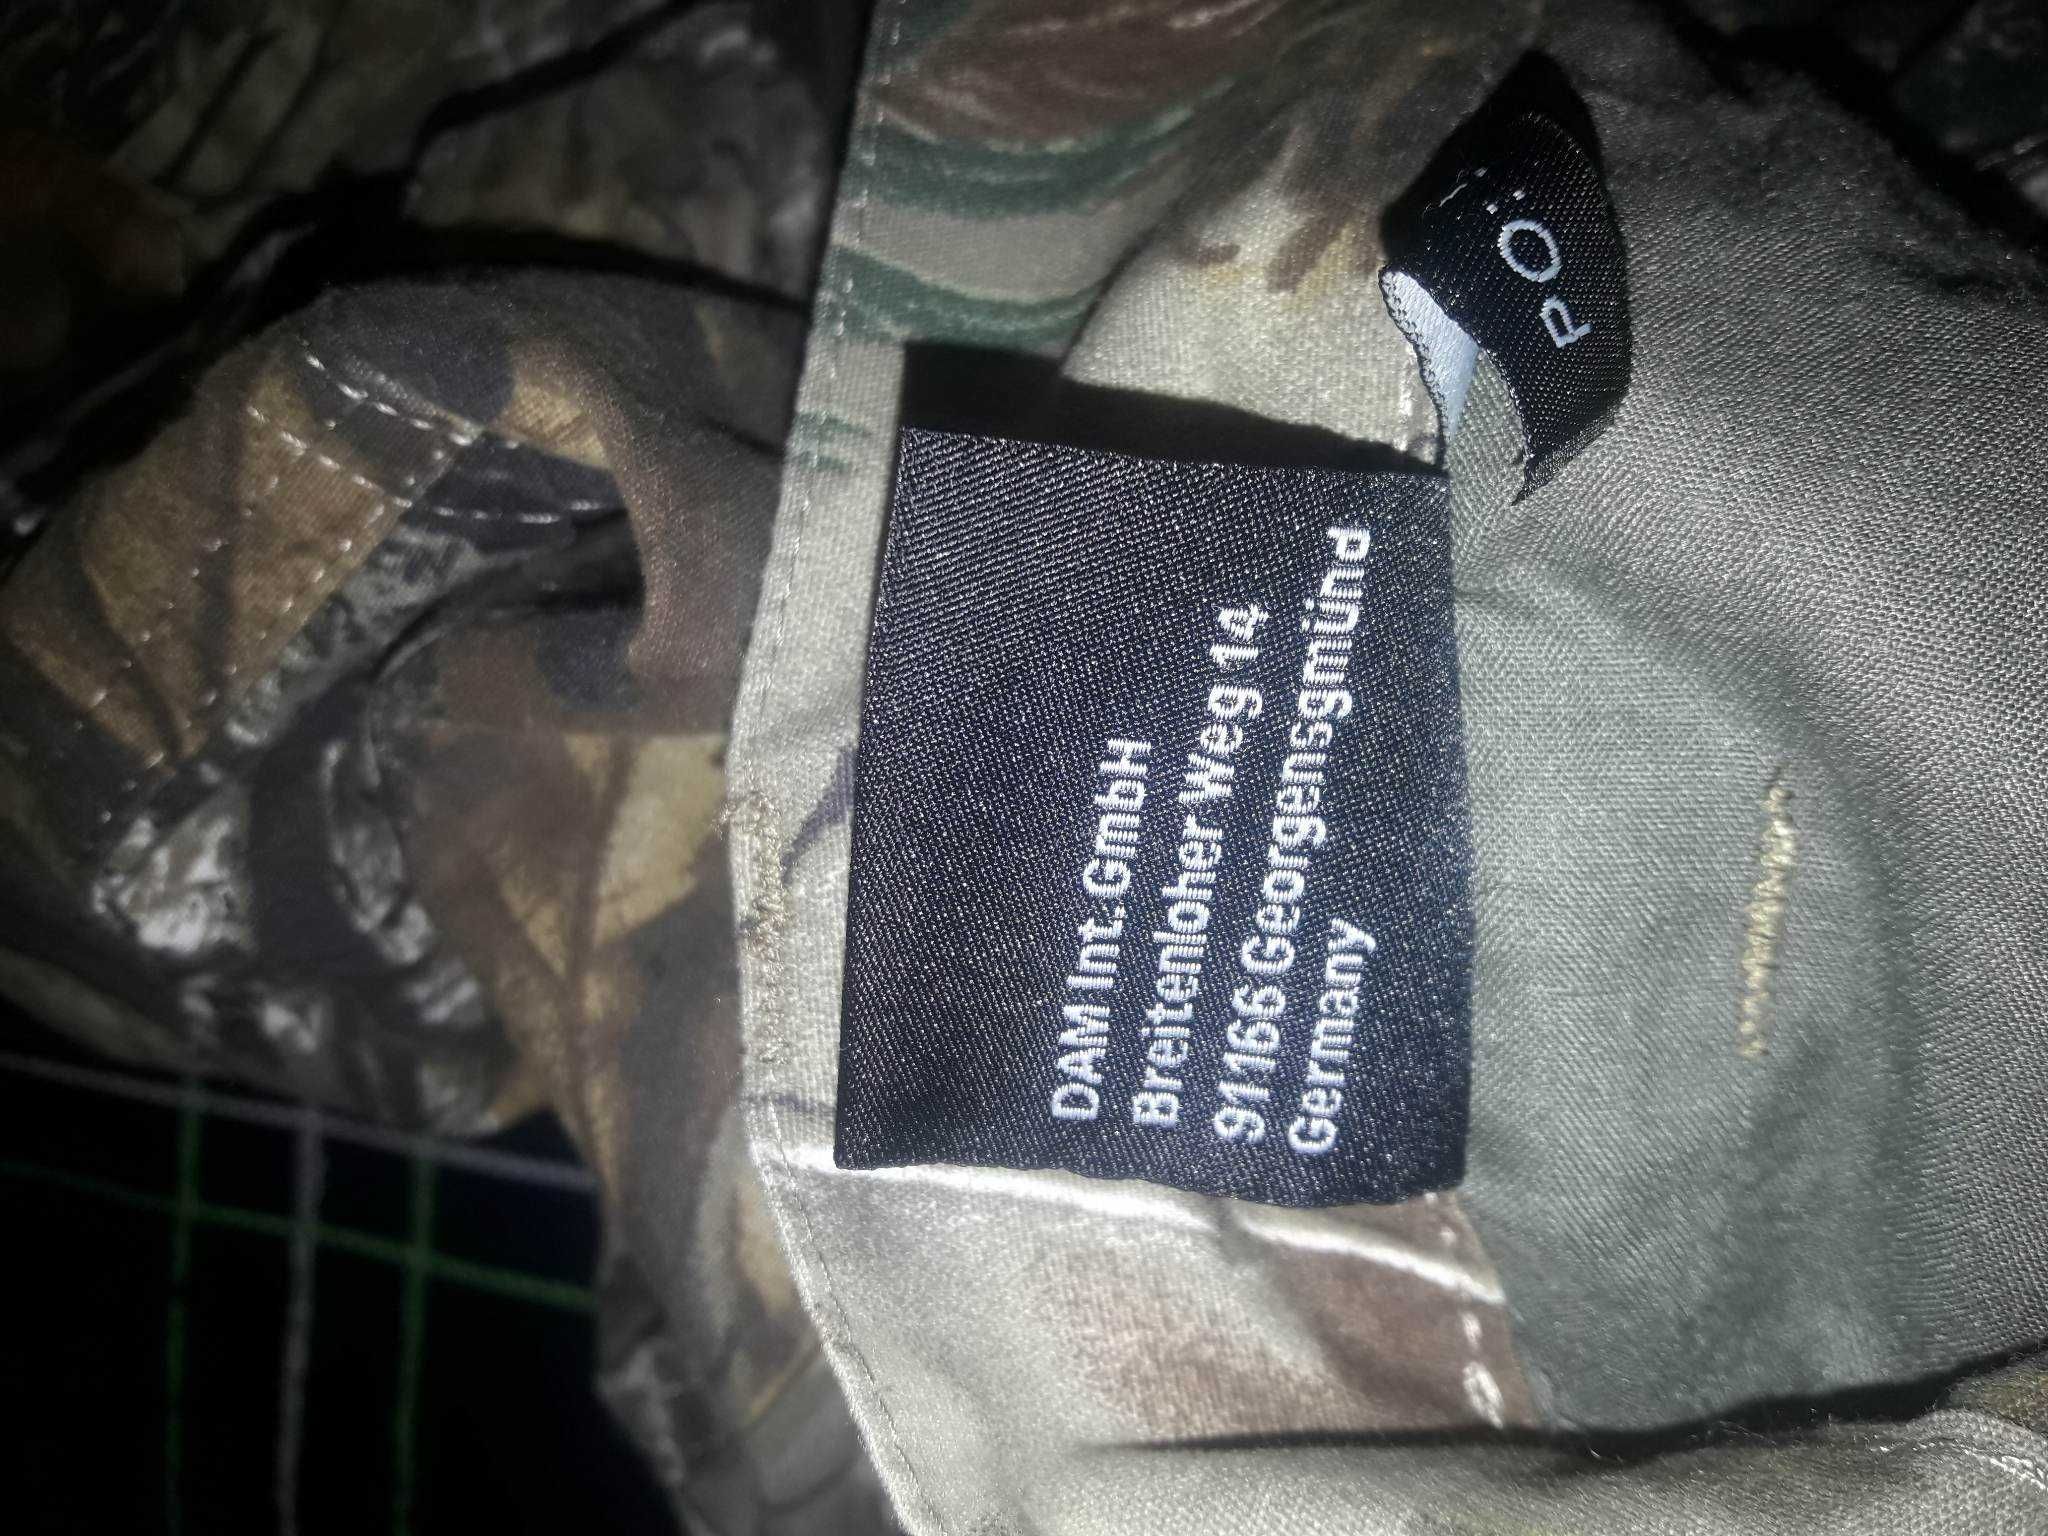 DAM Int. GmbH
Breitenloher Weg 14
91166 Georgensgmünd
Germany